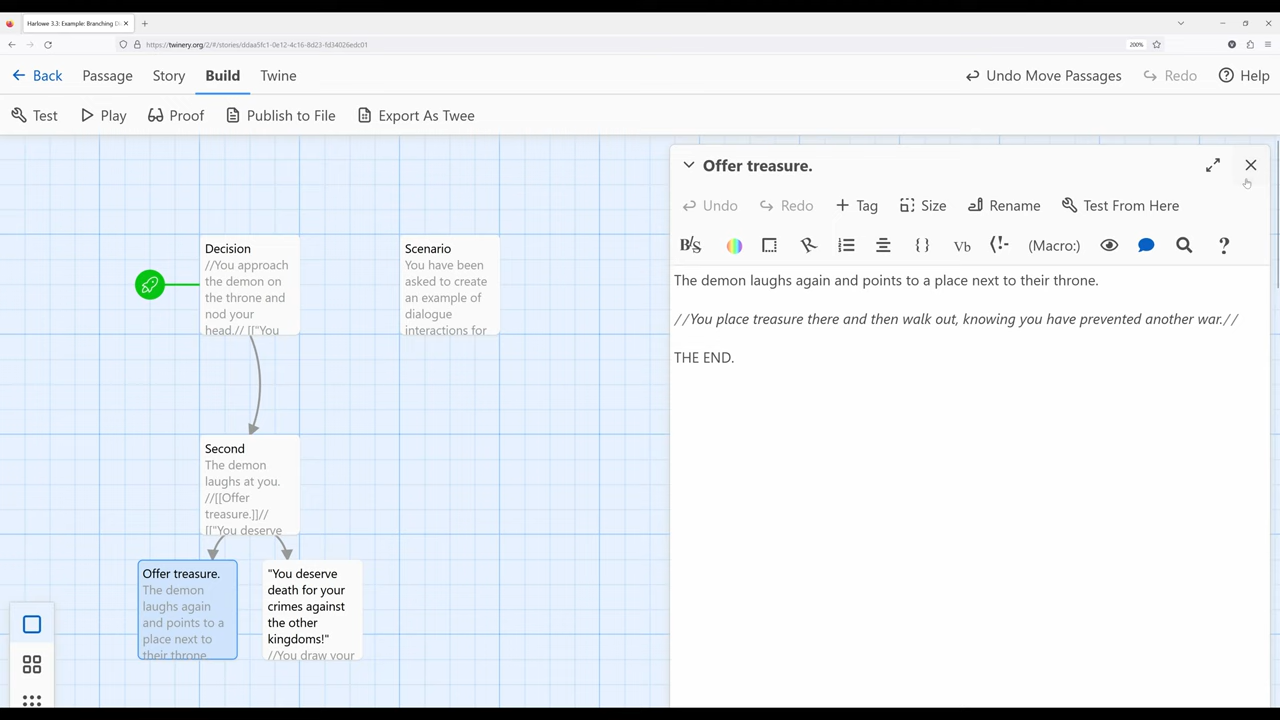 Harlowe 3.3: Example: Branching D
https://twinery.org/2/#/stories/ddaa5fc1-0e12-4c16-8d23-fd34026edc01
200%
Back Passage Story Build Twine Undo Move Passages Redo Help
Test Play Proof Publish to File Export As Twee
Decision
//You approach
the demon on
the throne and
nod your
head.// [["You
Scenario
You have been
asked to create
an example of
dialogue
interactions for
Second
The demon
laughs at you.
//[[Offer
treasure.]]//
[["You deserve
Offer treasure.
The demon
laughs again
and points to a
place next to
their throne.
"You deserve
death for your
crimes against
the other
kingdoms!"
//You draw your
Offer treasure.
Undo Redo + Tag Size Rename Test From Here
B/S { } Vb (Macro:) ?
The demon laughs again and points to a place next to their throne.
//You place treasure there and then walk out, knowing you have prevented another war.//
THE END.